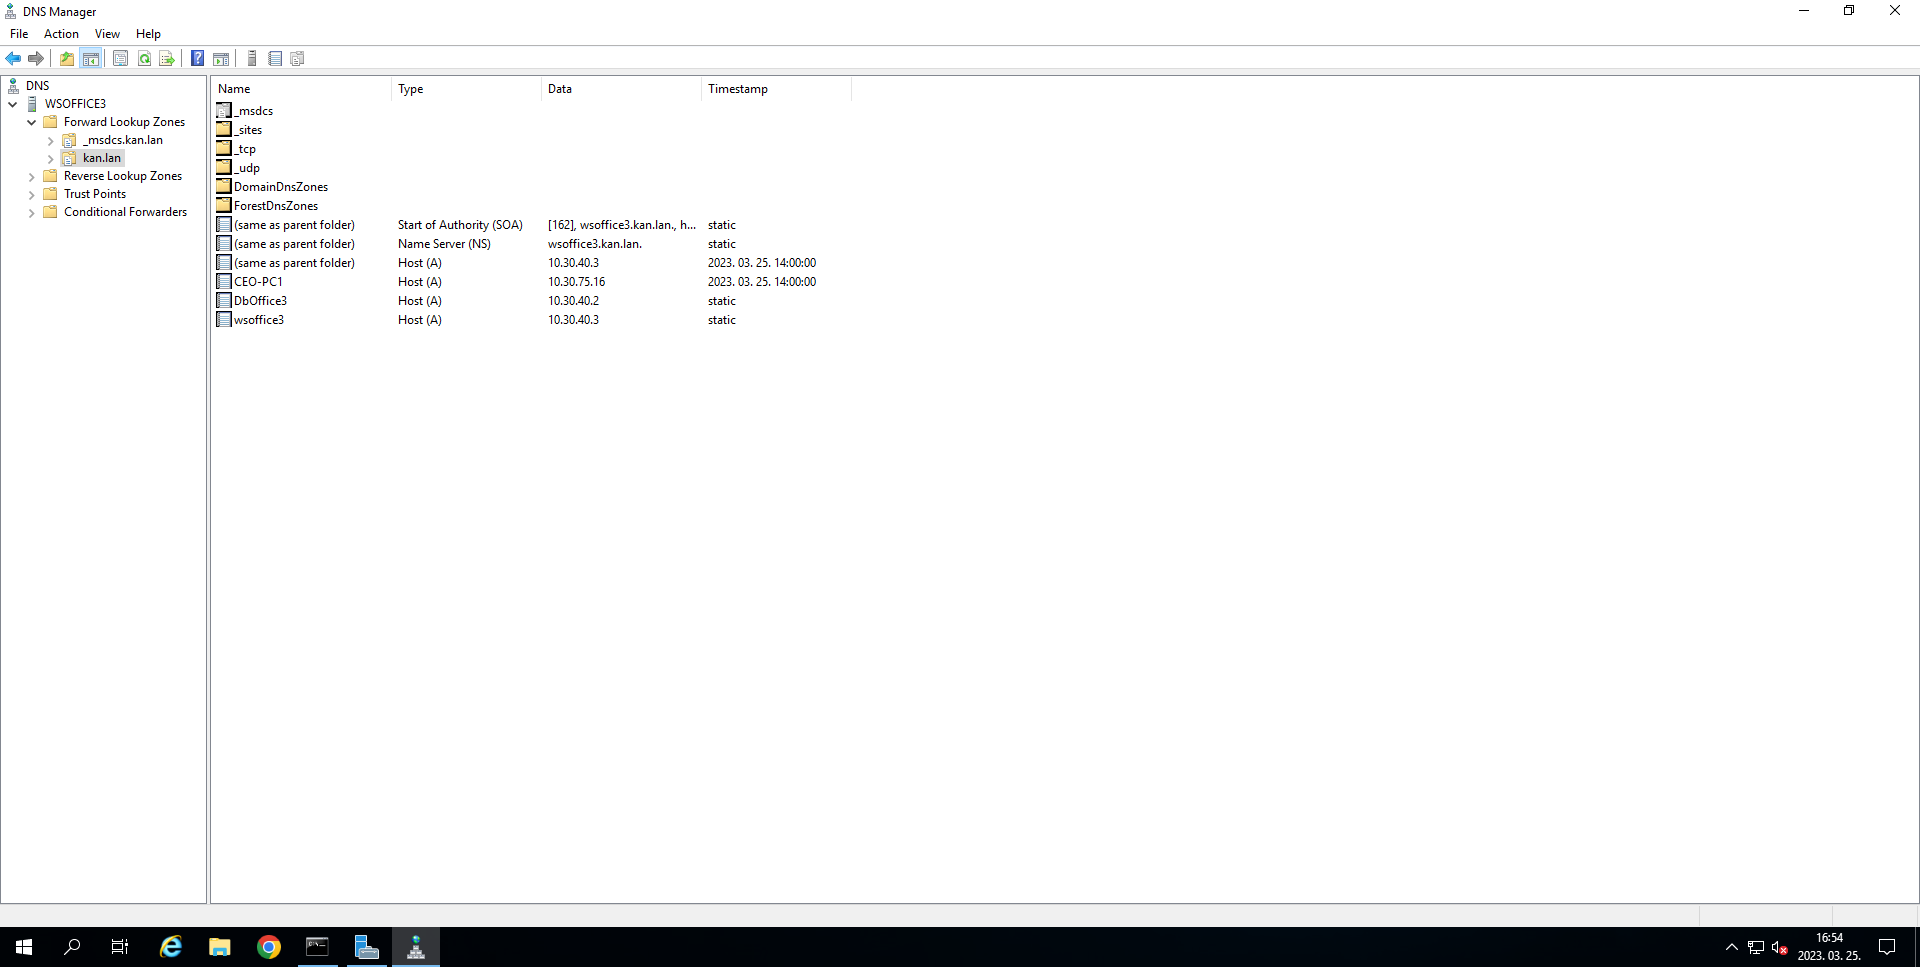 DNS Manager
File Action View Help
DNS
WSOFFICE3
Forward Lookup Zones
_msdcs.kan.lan
kan.lan
Reverse Lookup Zones
Trust Points
Conditional Forwarders
Name Type Data Timestamp
_msdcs
_sites
_tcp
_udp
DomainDnsZones
ForestDnsZones
(same as parent folder) Start of Authority (SOA) [162], wsoffice3.kan.lan., h... static
(same as parent folder) Name Server (NS) wsoffice3.kan.lan. static
(same as parent folder) Host (A) 10.30.40.3 2023. 03. 25. 14:00:00
CEO-PC1 Host (A) 10.30.75.16 2023. 03. 25. 14:00:00
DbOffice3 Host (A) 10.30.40.2 static
wsoffice3 Host (A) 10.30.40.3 static
16:54
2023. 03. 25.